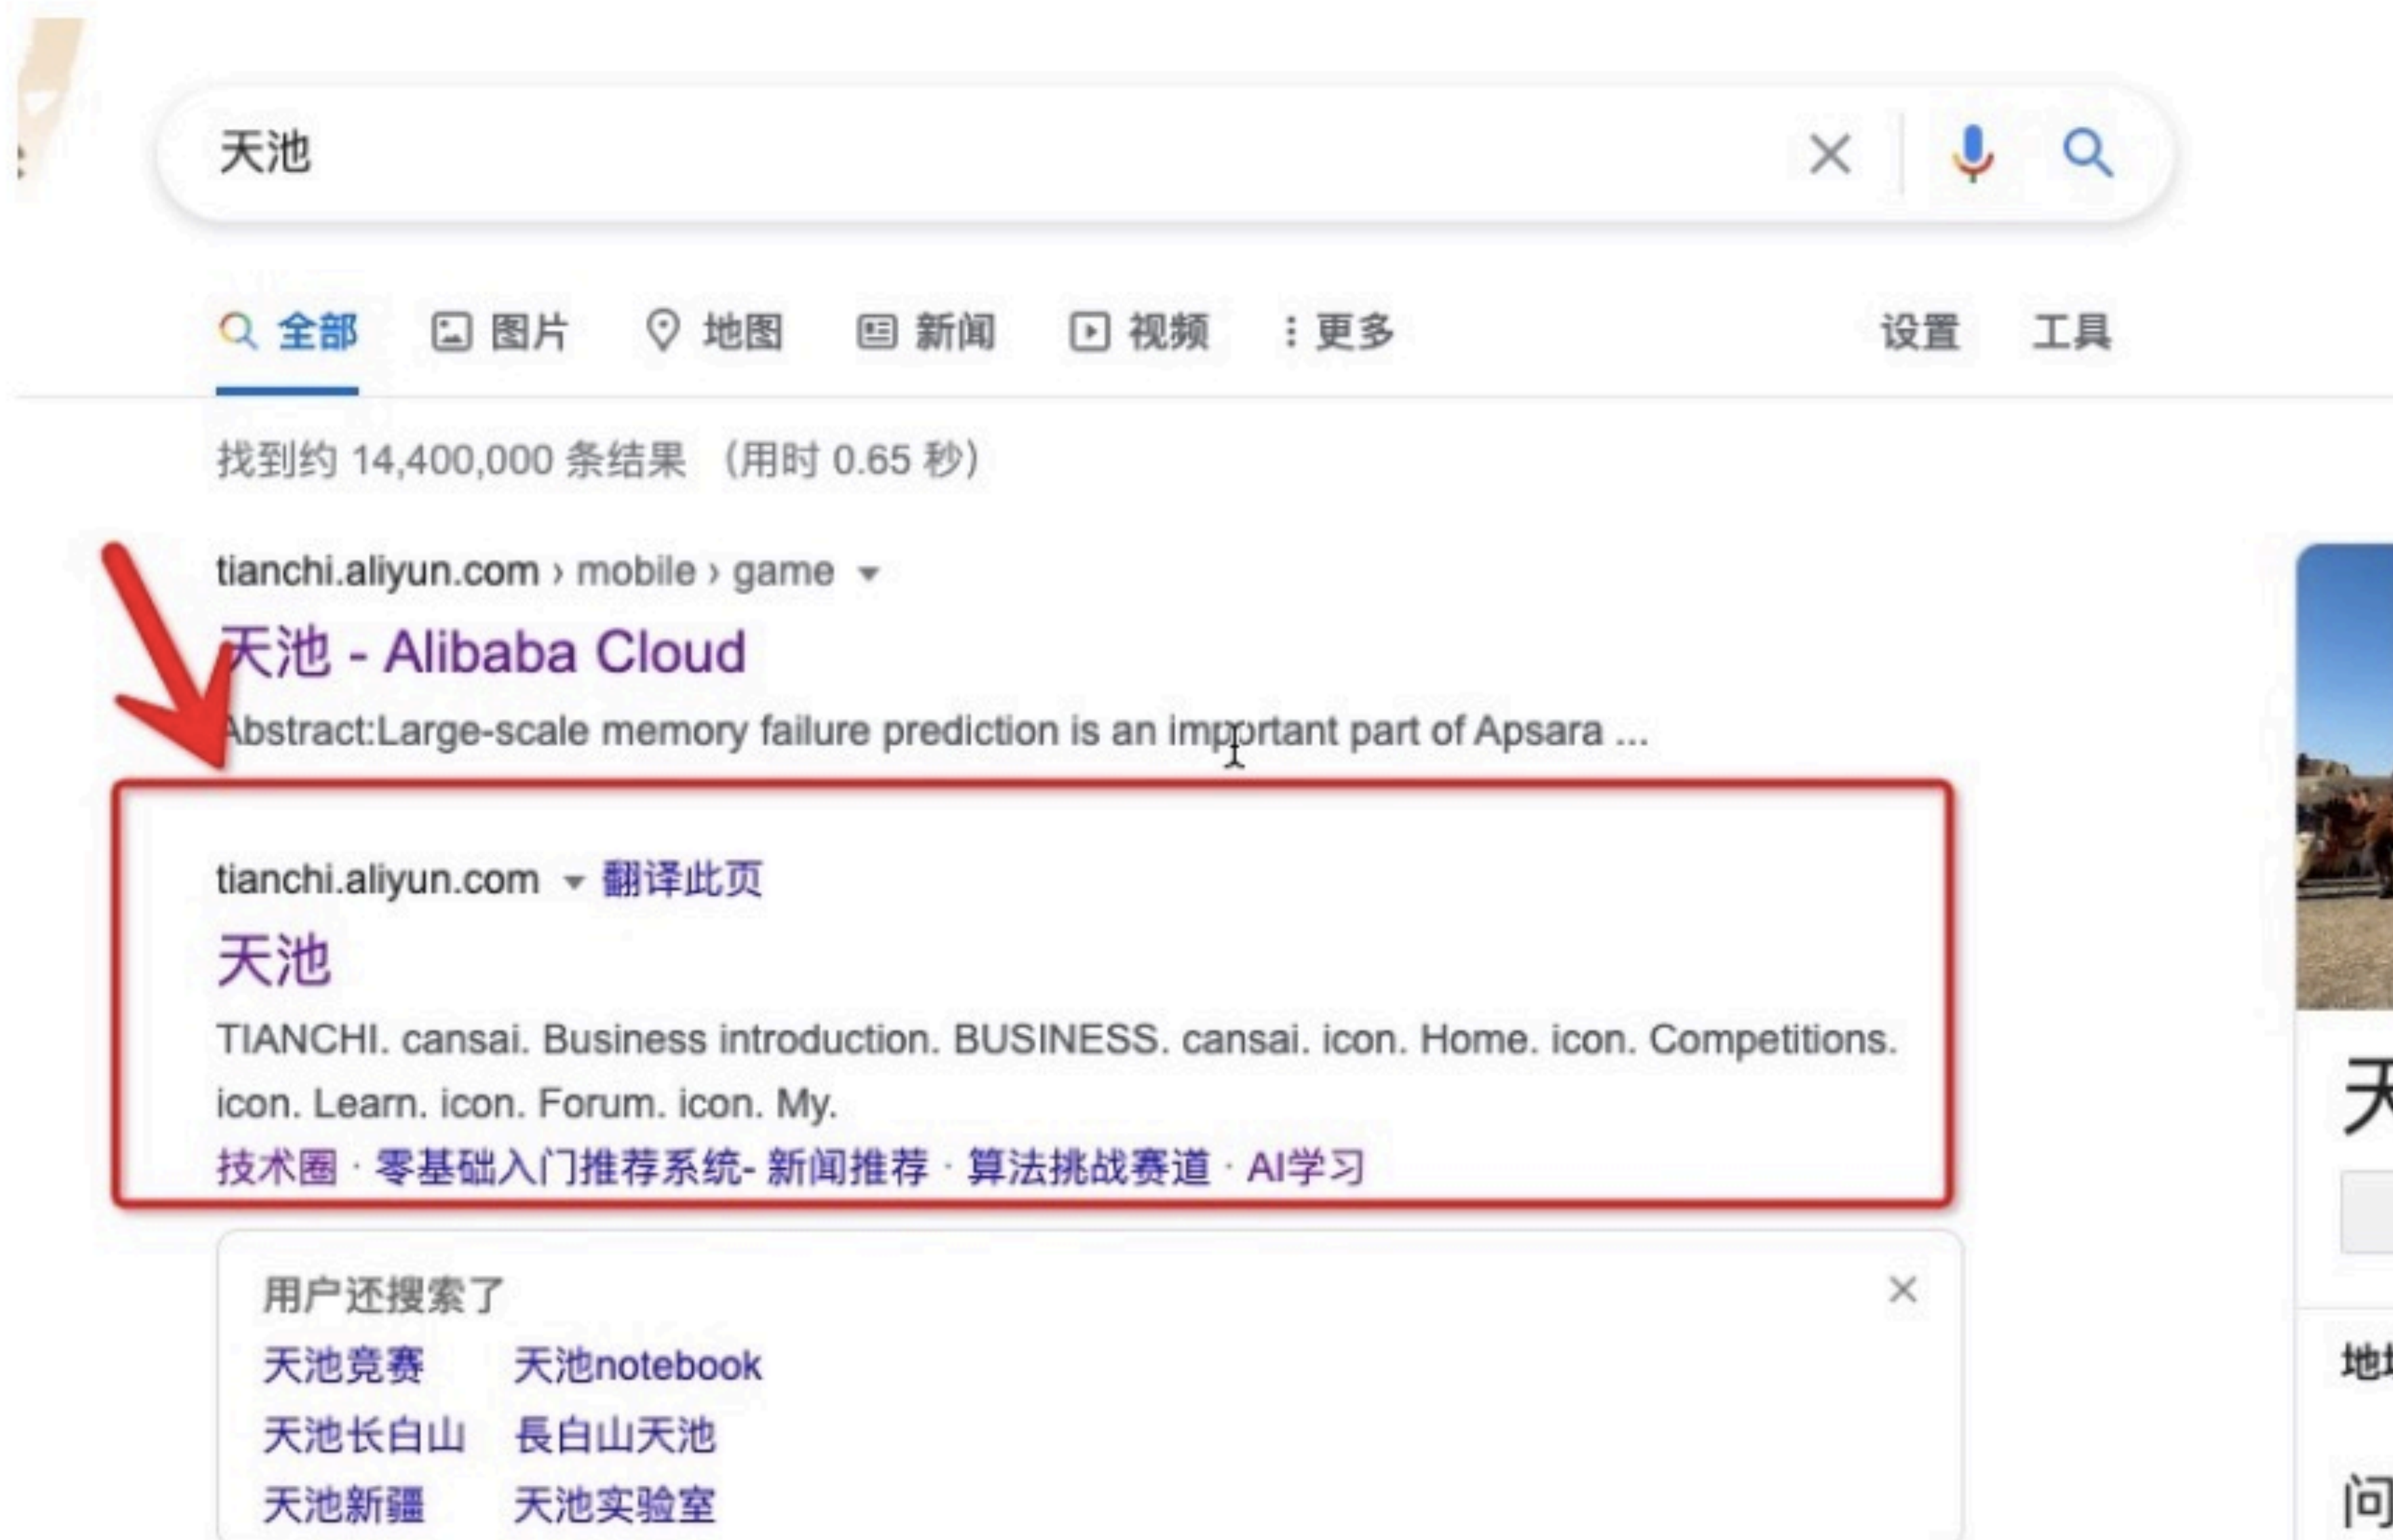 天池
全部 图片 地图 新闻 视频 更多 设置 工具
找到约 14,400,000 条结果 （用时 0.65 秒）
tianchi.aliyun.com › mobile › game
天池 - Alibaba Cloud
Abstract:Large-scale memory failure prediction is an important part of Apsara ...
tianchi.aliyun.com 翻译此页
天池
TIANCHI. cansai. Business introduction. BUSINESS. cansai. icon. Home. icon. Competitions.
icon. Learn. icon. Forum. icon. My.
技术圈 · 零基础入门推荐系统- 新闻推荐 · 算法挑战赛道 · AI学习
用户还搜索了
天池竞赛 天池notebook
天池长白山 長白山天池
天池新疆 天池实验室
天
地
问